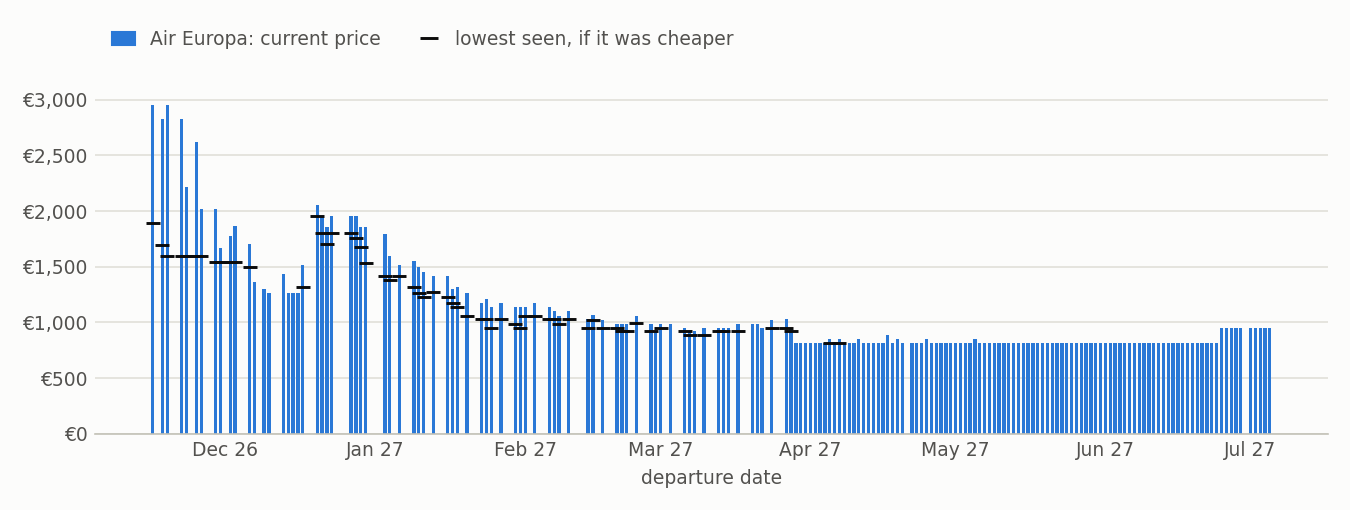 Air Europa: current price
lowest seen, if it was cheaper
€3,000
€2,500
€2,000
€1,500
€1,000
€500
€0
Dec 26
Jan 27
Feb 27
Mar 27
Apr 27
May 27
Jun 27
Jul 27
departure date